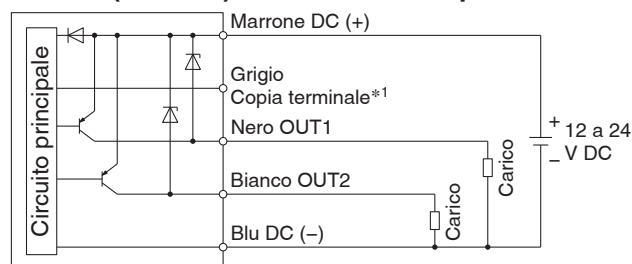 Marrone DC (+)
Grigio
Copia terminale*1
Nero OUT1
Bianco OUT2
Blu DC (−)
Circuito principale
Carico
Carico
+ 12 a 24
− V DC